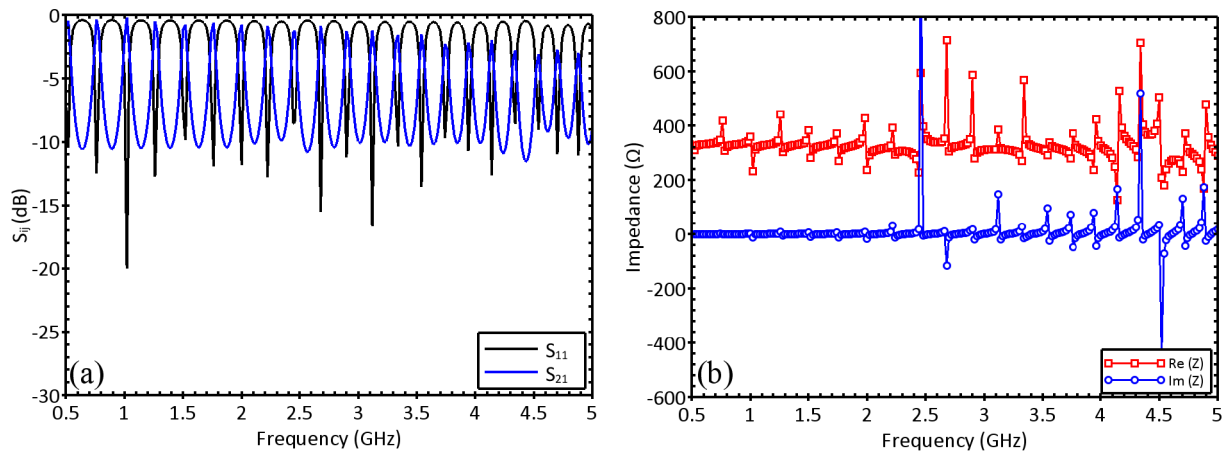 0
-5
-10
-15
-20
-25
-30
0.5 1 1.5 2 2.5 3 3.5 4 4.5 5
Frequency (GHz)
Sij (dB)
S11
S21
(a)
800
600
400
200
0
-200
-400
-600
0.5 1 1.5 2 2.5 3 3.5 4 4.5 5
Frequency (GHz)
Impedance (Ω)
Re (Z)
Im (Z)
(b)